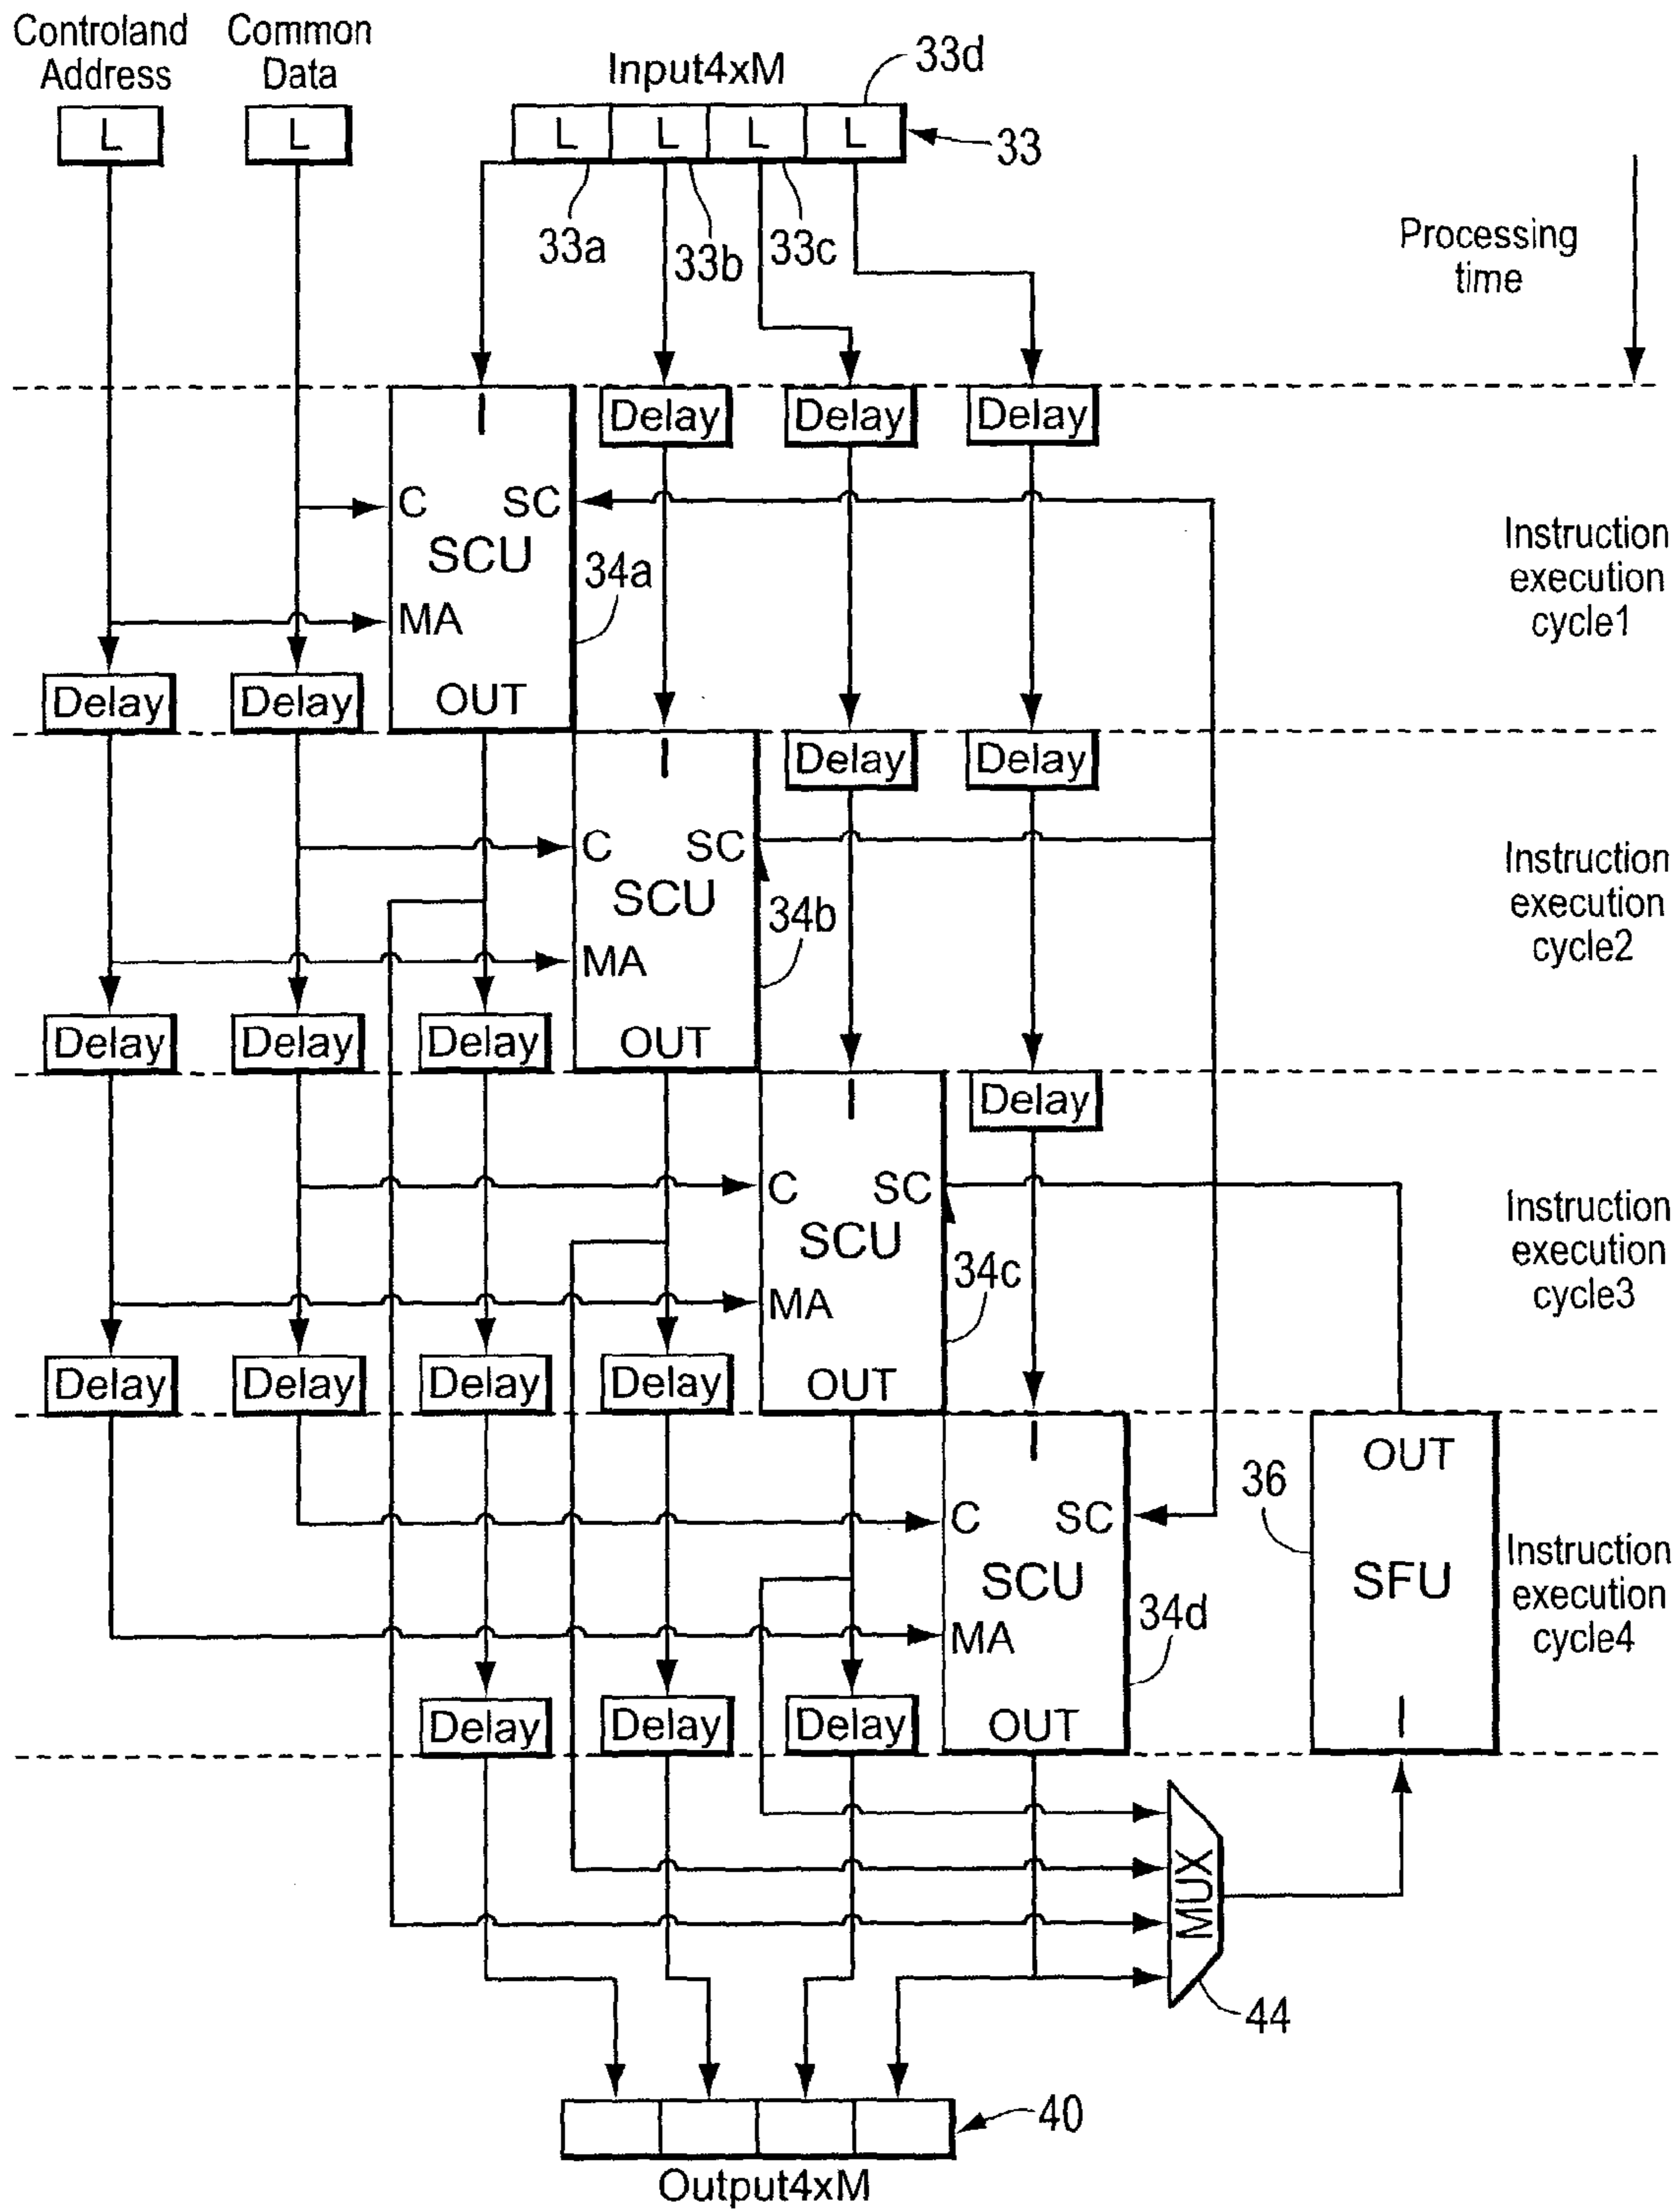 Controland
Address
Common
Data
Input4xM
33d
L
L
L
L
L
L
33
33a
33b
33c
Processing
time
I
Delay
Delay
Delay
C
SC
SCU
34a
MA
Instruction
execution
cycle1
Delay
Delay
OUT
I
Delay
Delay
C
SC
SCU
34b
MA
Instruction
execution
cycle2
Delay
Delay
Delay
OUT
I
Delay
C
SC
SCU
34c
MA
Instruction
execution
cycle3
Delay
Delay
Delay
Delay
OUT
I
OUT
36
C
SC
SCU
34d
MA
SFU
Instruction
execution
cycle4
I
Delay
Delay
Delay
OUT
MUX
44
40
Output4xM